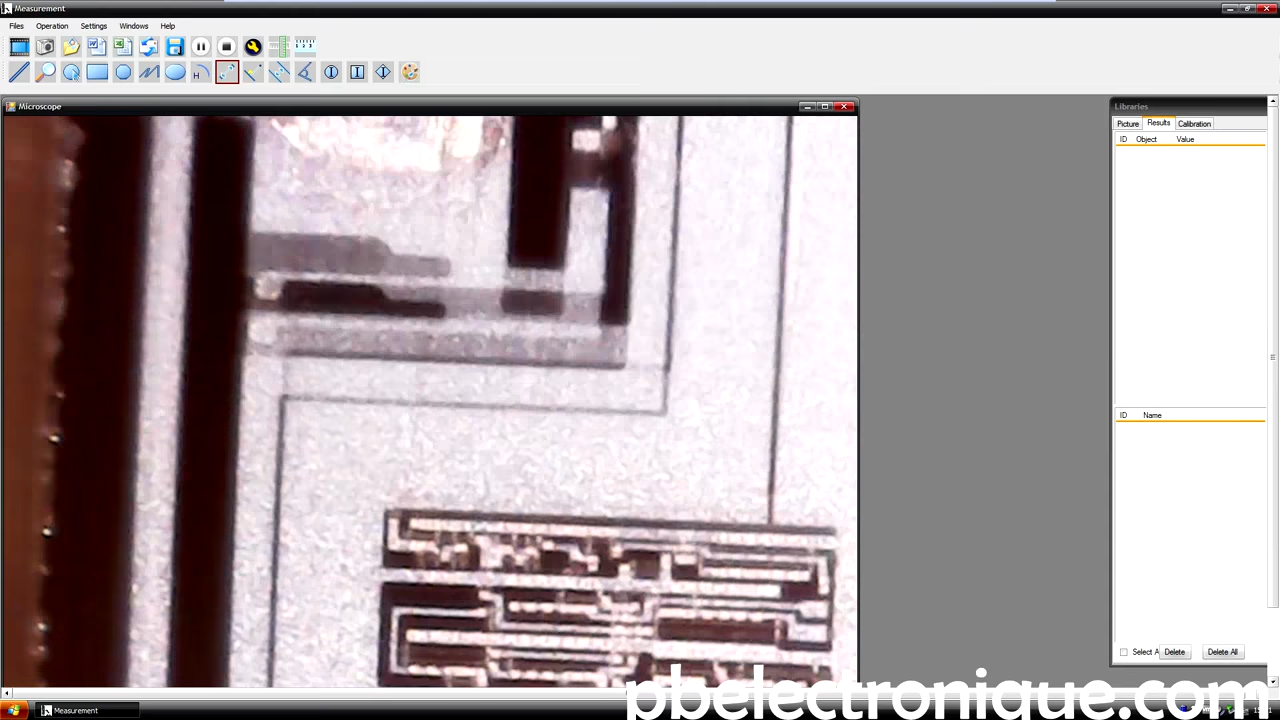 Measurement
Files Operation Settings Windows Help
Microscope
Libraries
Picture Results Calibration
ID Object Value
ID Name
Select A Delete Delete All
Measurement
pbelectronique.com